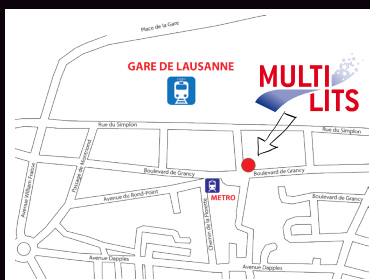 Place de la Gare
GARE DE LAUSANNE
MULTI
LITS
Rue du Simplon
Rue du Simplon
Avenue William Fraisse
Passage de Montriond
Boulevard de Grancy
Boulevard de Grancy
METRO
Avenue du Rond-Point
Chemin de la Ravine
Boulevard de Grancy
Avenue Dapples
Avenue Dapples